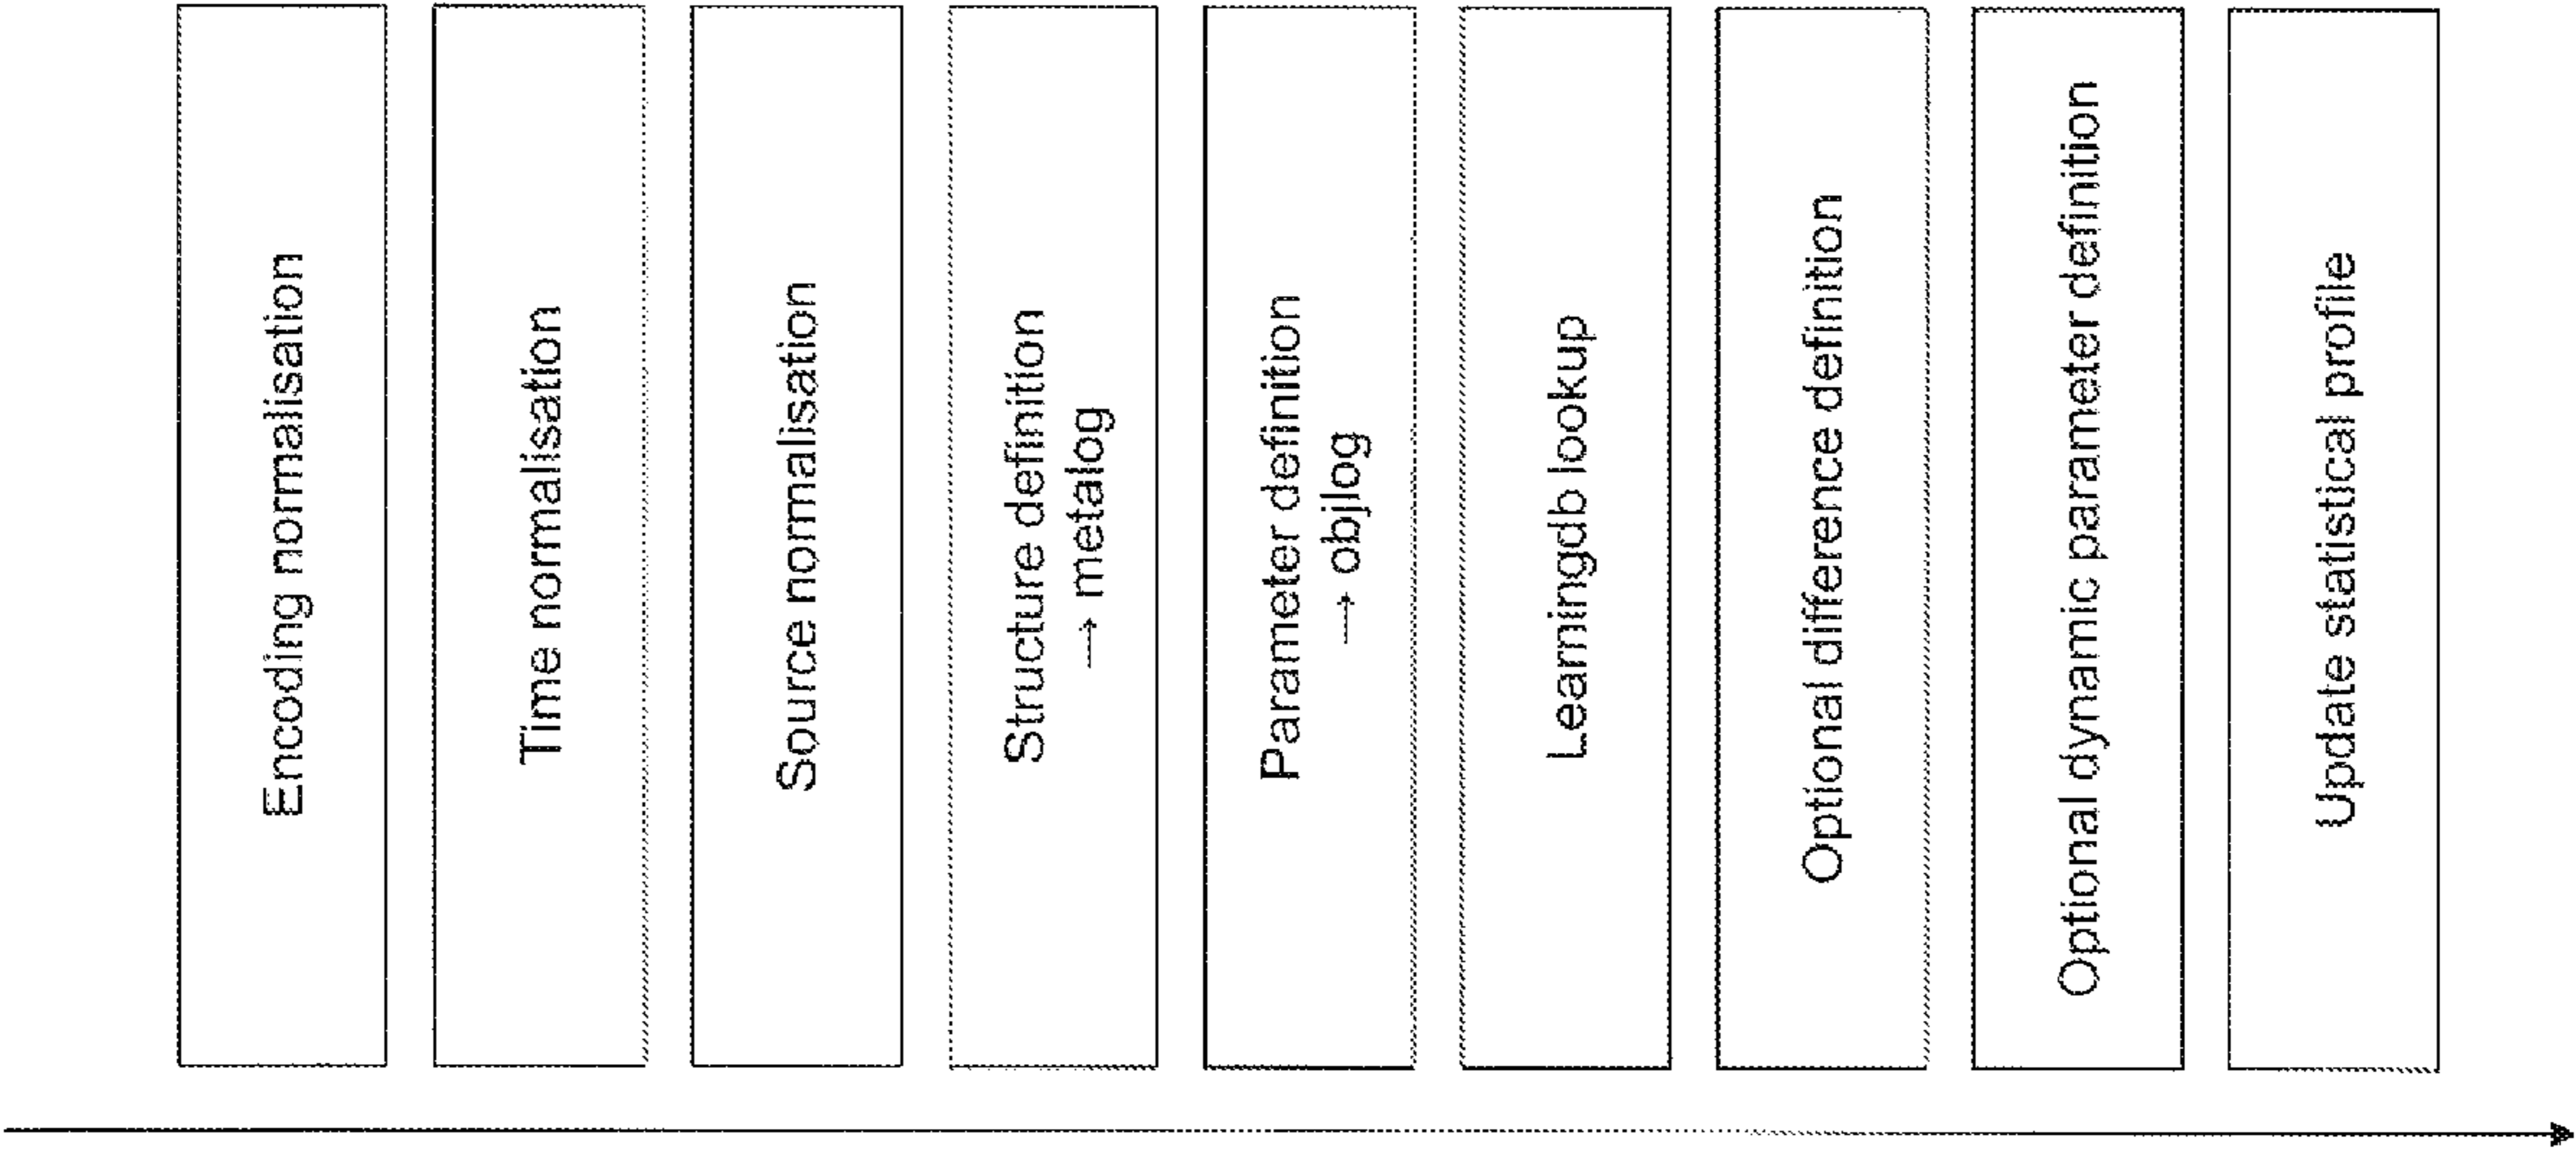 Encoding normalisation
Time normalisation
Source normalisation
Structure definition
→ metalog
Parameter definition
→ objlog
Learningdb lookup
Optional difference definition
Optional dynamic parameter definition
Update statistical profile